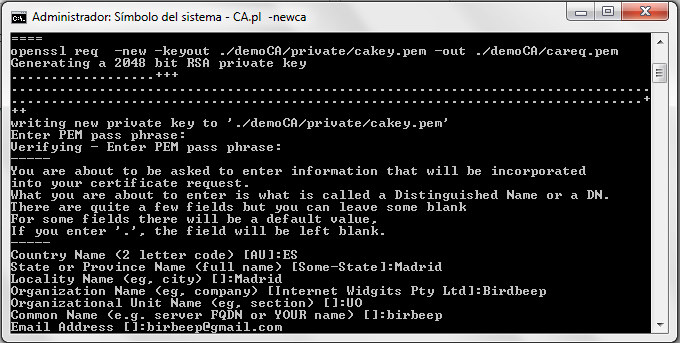 Administrador: Símbolo del sistema - CA.pl -newca
====
openssl req  -new -keyout ./demoCA/private/cakey.pem -out ./demoCA/careq.pem
Generating a 2048 bit RSA private key
..................+++
................................................................................
...............................................................................+
++
writing new private key to './demoCA/private/cakey.pem'
Enter PEM pass phrase:
Verifying - Enter PEM pass phrase:
-----
You are about to be asked to enter information that will be incorporated
into your certificate request.
What you are about to enter is what is called a Distinguished Name or a DN.
There are quite a few fields but you can leave some blank
For some fields there will be a default value,
If you enter '.', the field will be left blank.
-----
Country Name (2 letter code) [AU]:ES
State or Province Name (full name) [Some-State]:Madrid
Locality Name (eg, city) []:Madrid
Organization Name (eg, company) [Internet Widgits Pty Ltd]:Birdbeep
Organizational Unit Name (eg, section) []:UO
Common Name (e.g. server FQDN or YOUR name) []:birbeep
Email Address []:birbeep@gmail.com